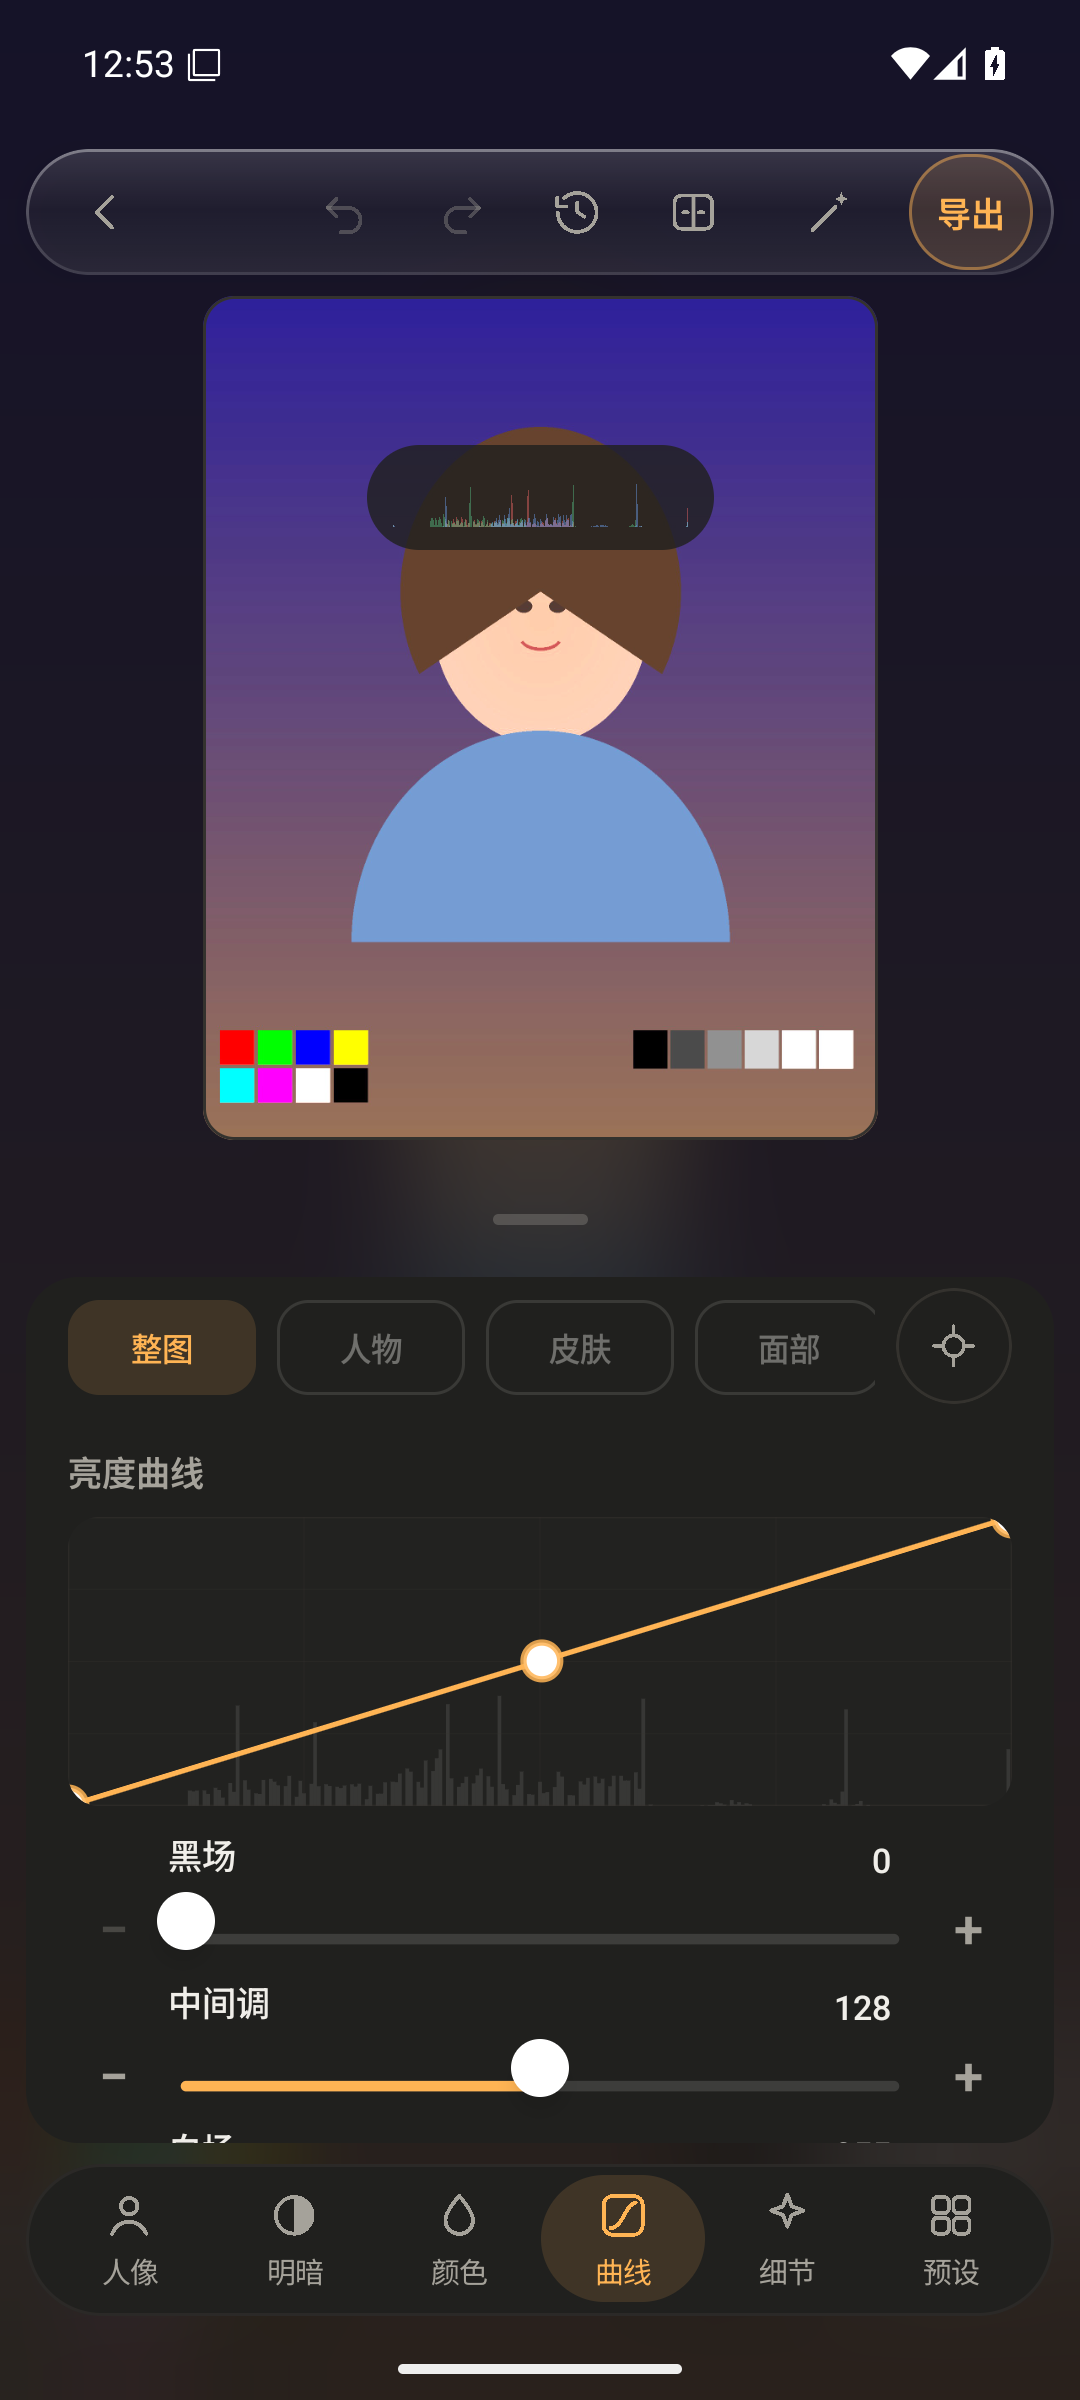 12:53
导出
整图 人物 皮肤 面部
亮度曲线
黑场 0
中间调 128
人像 明暗 颜色 曲线 细节 预设